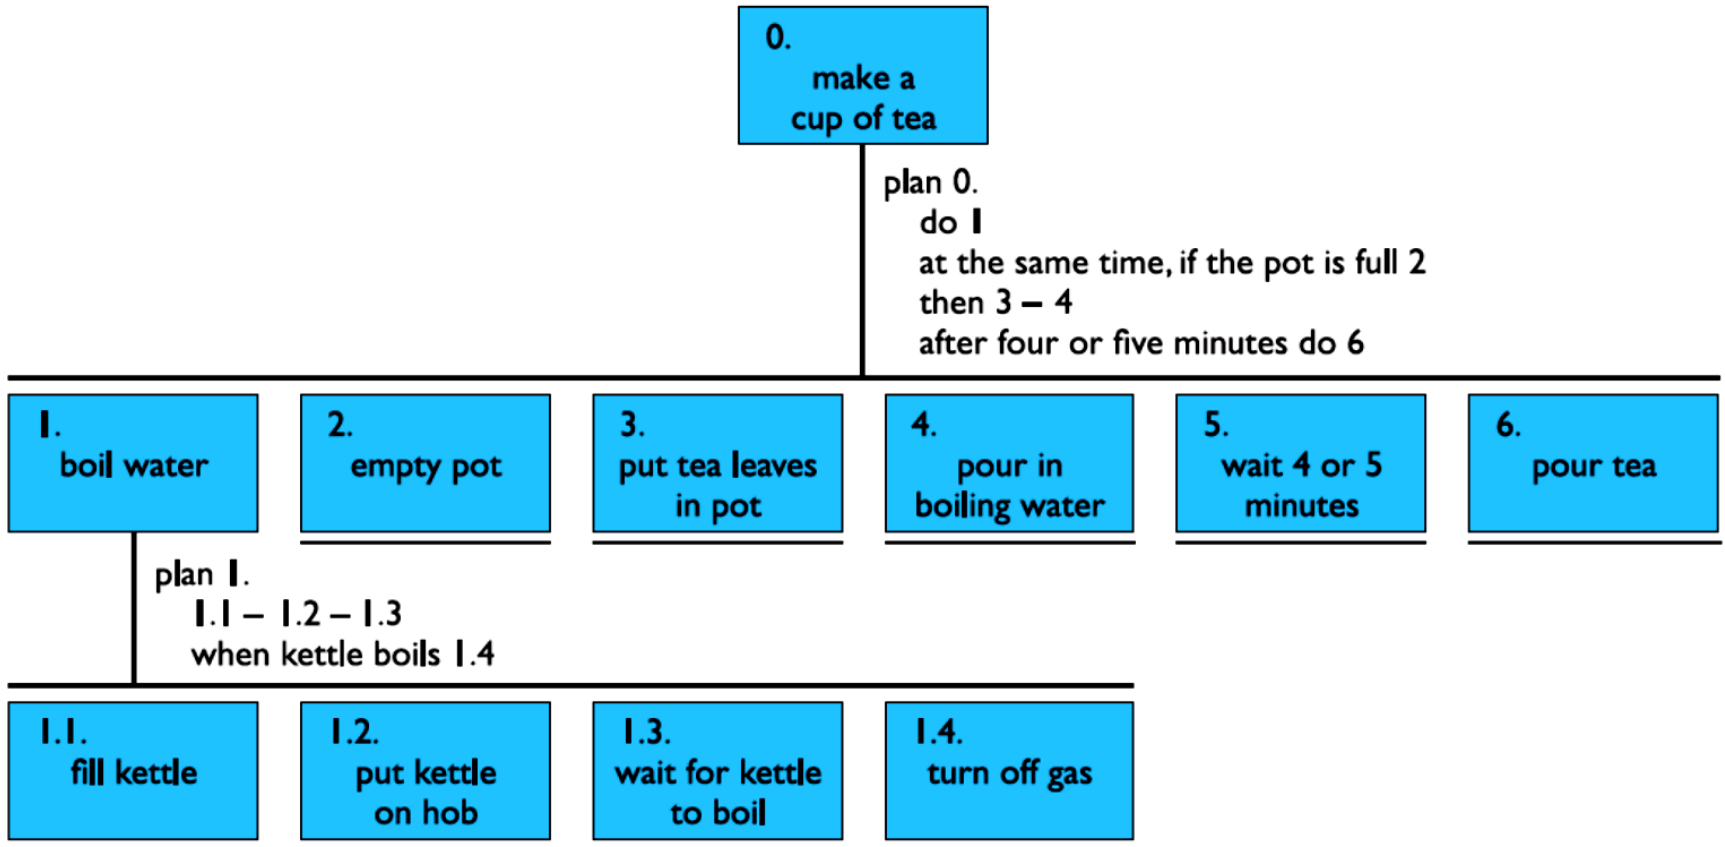 0.
make a
cup of tea
plan 0.
do 1
at the same time, if the pot is full 2
then 3 – 4
after four or five minutes do 6
1.
boil water
2.
empty pot
3.
put tea leaves
in pot
4.
pour in
boiling water
5.
wait 4 or 5
minutes
6.
pour tea
plan 1.
1.1 – 1.2 – 1.3
when kettle boils 1.4
1.1.
fill kettle
1.2.
put kettle
on hob
1.3.
wait for kettle
to boil
1.4.
turn off gas